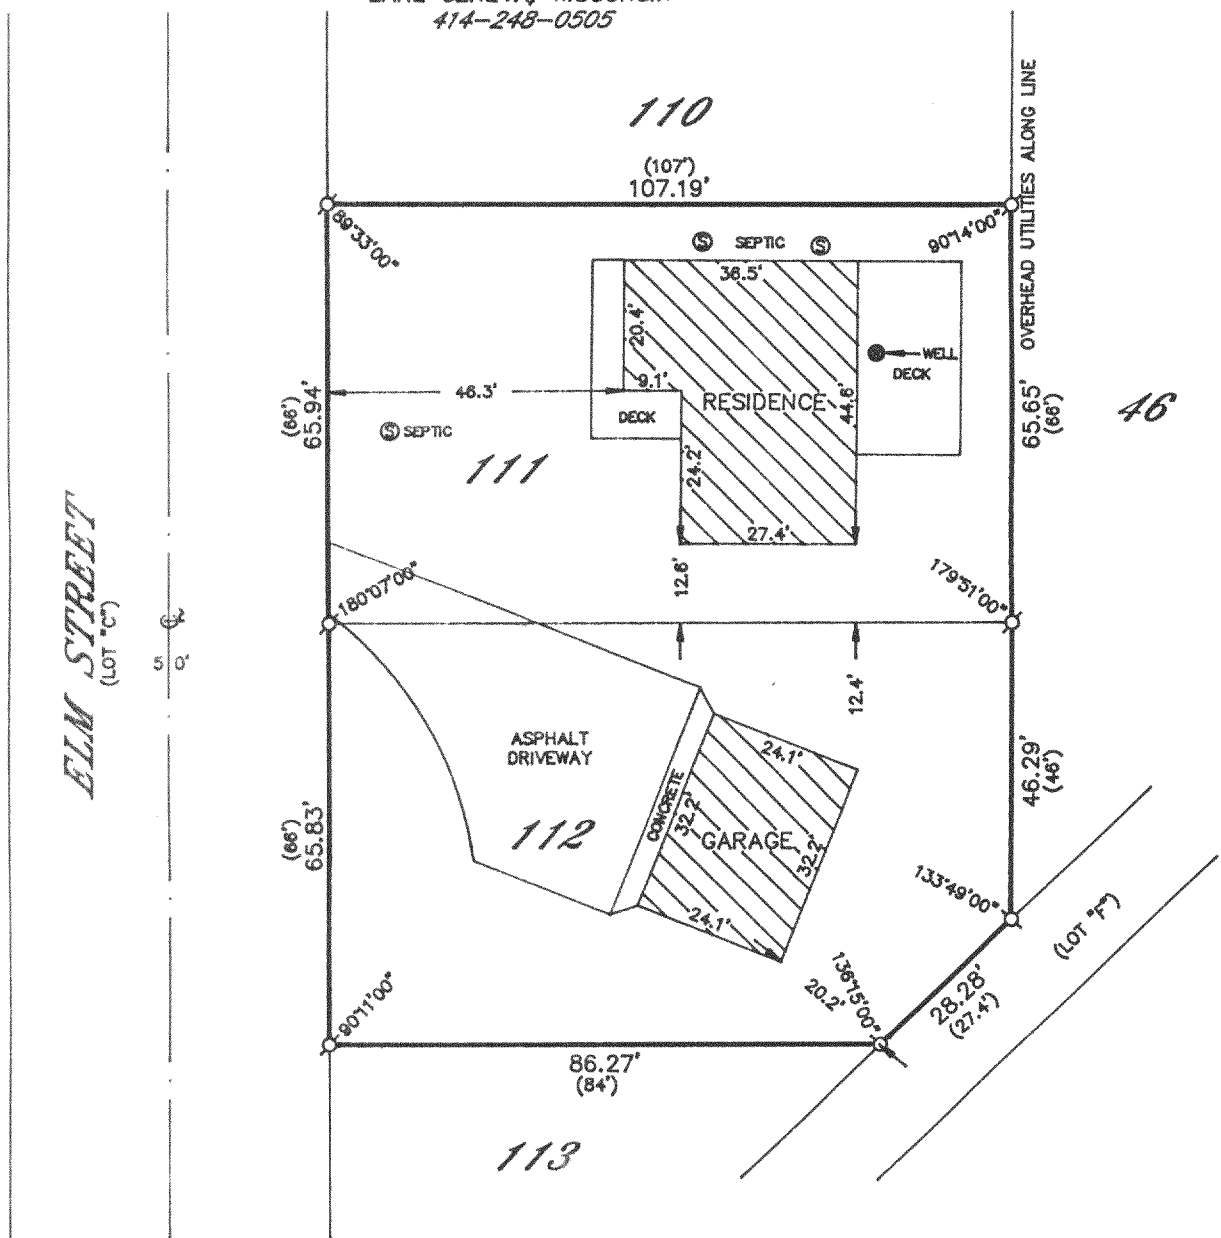 414-248-0505
110
(107')
107.19'
OVERHEAD UTILITIES ALONG LINE
89°33'00"
90°14'00"
SEPTIC
S
S
36.5'
20.4'
WELL
DECK
46.3'
9.1'
RESIDENCE
44.6'
DECK
(66')
65.94'
S SEPTIC
65.65'
(66')
46
111
24.2'
27.4'
ELM STREET
(LOT "C")
50'
180°07'00"
179°51'00"
12.6'
12.4'
ASPHALT
DRIVEWAY
24.1'
46.29'
(46')
CONCRETE
32.2'
GARAGE
32.2'
112
(66')
65.83'
24.1'
133°49'00"
(LOT "F")
136°15'00"
20.2'
28.28'
(27.4')
90°11'00"
86.27'
(84')
113